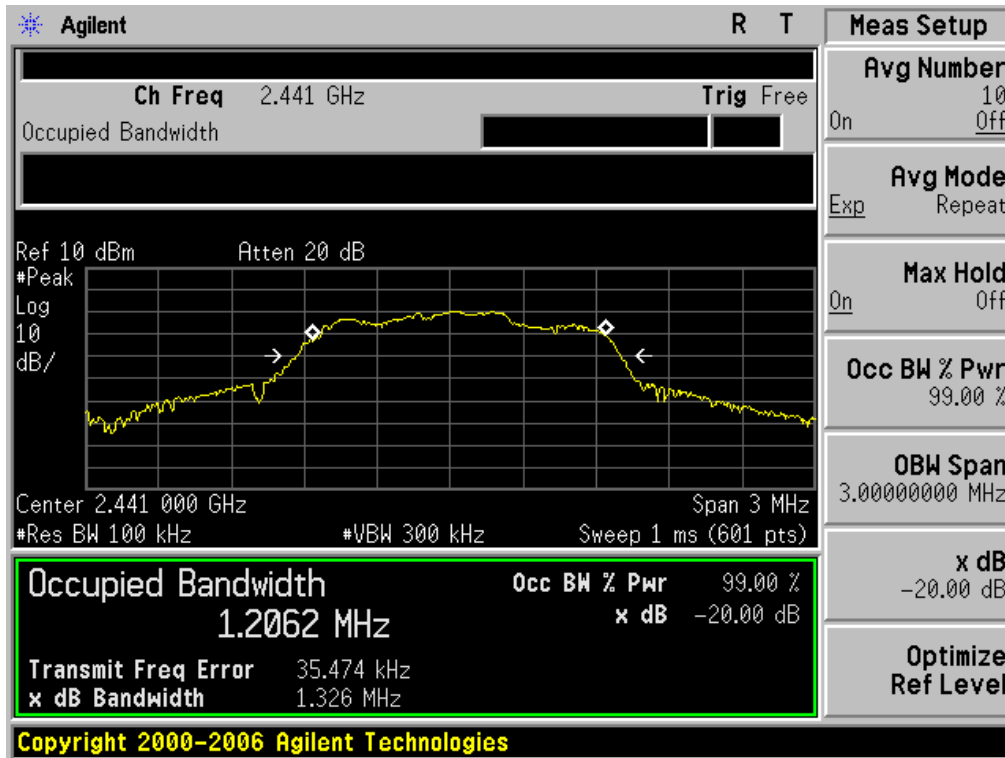 Agilent R T
Ch Freq 2.441 GHz Trig Free
Occupied Bandwidth
Ref 10 dBm Atten 20 dB
#Peak
Log
10
dB/
Center 2.441 000 GHz Span 3 MHz
#Res BW 100 kHz #VBW 300 kHz Sweep 1 ms (601 pts)
Occupied Bandwidth Occ BW % Pwr 99.00 %
1.2062 MHz x dB -20.00 dB
Transmit Freq Error 35.474 kHz
x dB Bandwidth 1.326 MHz
Copyright 2000-2006 Agilent Technologies
Meas Setup
Avg Number
10
On Off
Avg Mode
Exp Repeat
Max Hold
On Off
Occ BW % Pwr
99.00 %
OBW Span
3.00000000 MHz
x dB
-20.00 dB
Optimize
Ref Level